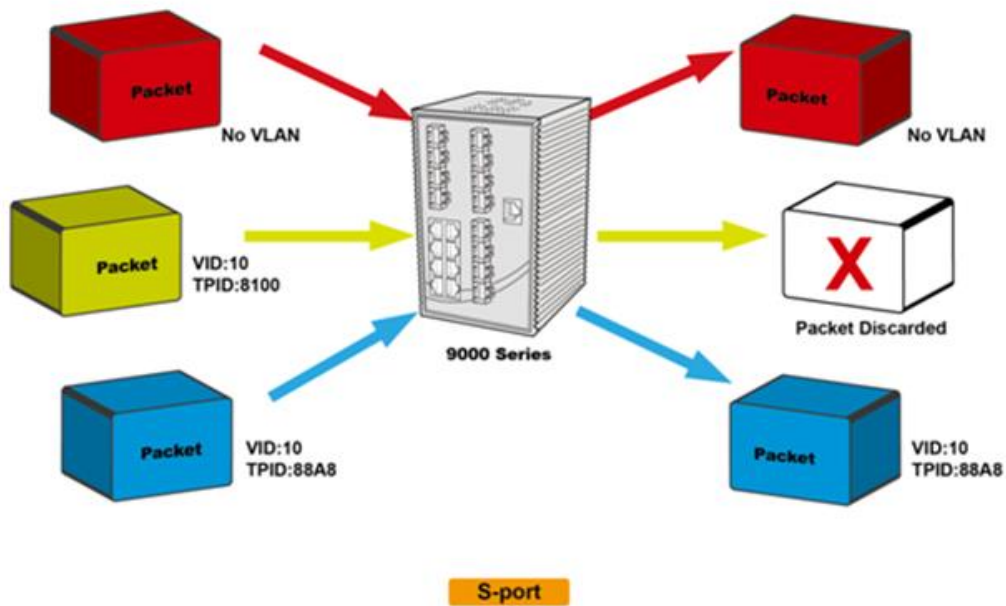 Packet
No VLAN
Packet
No VLAN
Packet
VID:10
TPID:8100
X
Packet Discarded
9000 Series
Packet
VID:10
TPID:88A8
Packet
VID:10
TPID:88A8
S-port